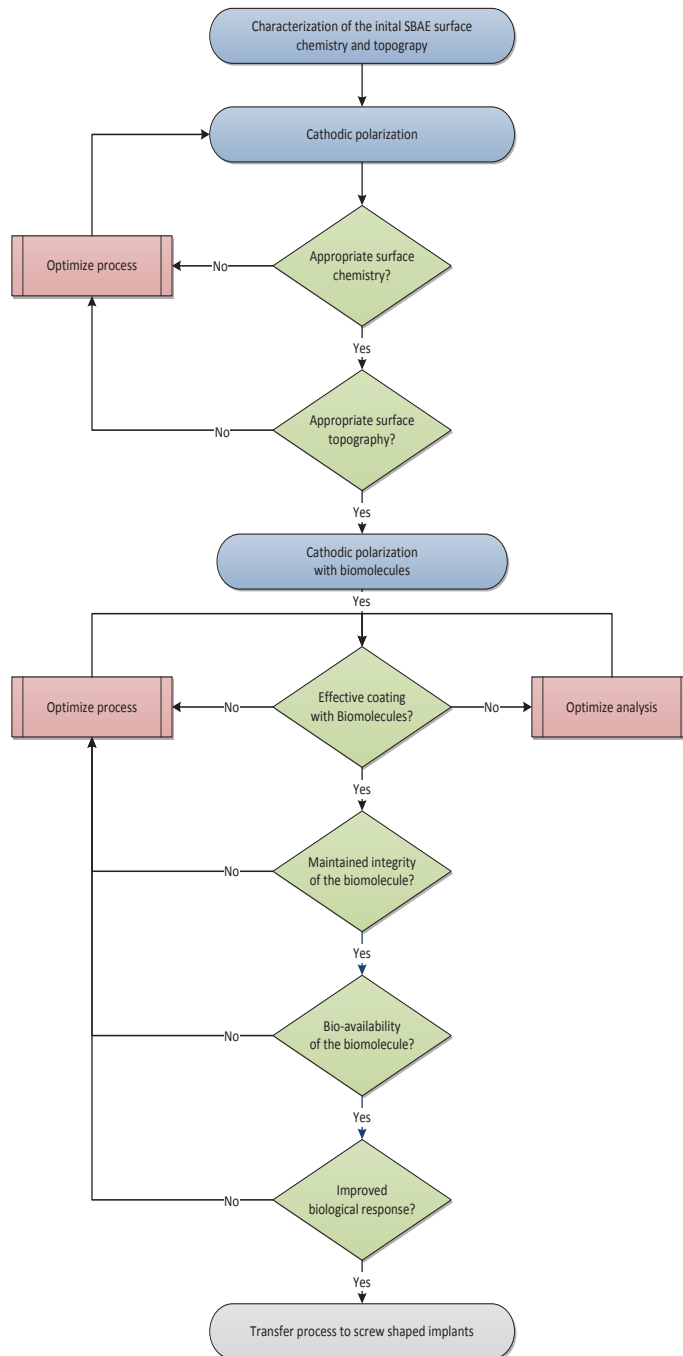 Characterization of the inital SBAE surface
chemistry and topograpy
Cathodic polarization
Appropriate surface
chemistry?
No
Optimize process
Yes
Appropriate surface
topography?
No
Yes
Cathodic polarization
with biomolecules
Yes
Optimize process
No
Effective coating
with Biomolecules?
No
Optimize analysis
Yes
Maintained integrity
of the biomolecule?
No
Yes
Bio-availability
of the biomolecule?
No
Yes
Improved
biological response?
No
Yes
Transfer process to screw shaped implants